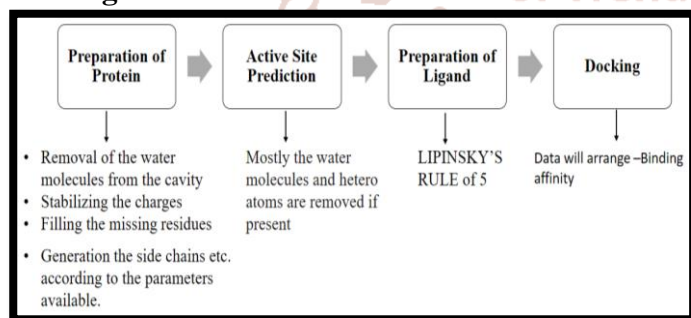 Preparation of
Protein
Active Site
Prediction
Preparation of
Ligand
Docking
• Removal of the water
molecules from the cavity
• Stabilizing the charges
• Filling the missing residues
• Generation the side chains etc.
according to the parameters
available.
Mostly the water
molecules and hetero
atoms are removed if
present
LIPINSKY'S
RULE of 5
Data will arrange –Binding
affinity